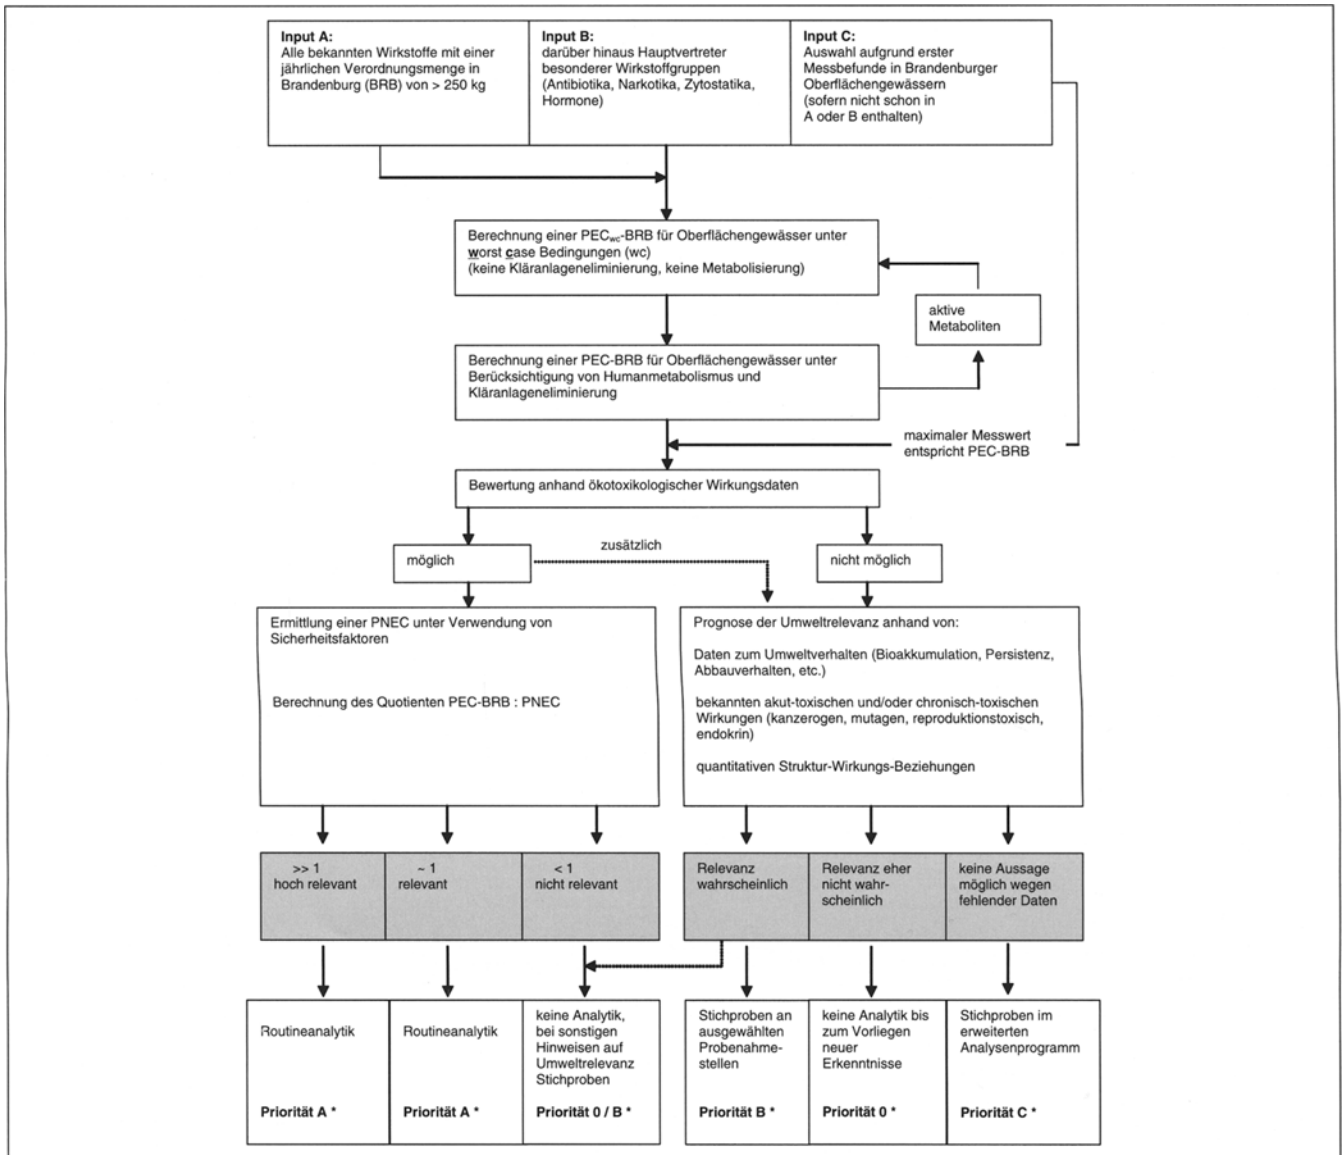 Input A:
Alle bekannten Wirkstoffe mit einer
jährlichen Verordnungsmenge in
Brandenburg (BRB) von > 250 kg
Input B:
darüber hinaus Hauptvertreter
besonderer Wirkstoffgruppen
(Antibiotika, Narkotika, Zytostatika,
Hormone)
Input C:
Auswahl aufgrund erster
Messbefunde in Brandenburger
Oberflächengewässern
(sofern nicht schon in
A oder B enthalten)
Berechnung einer PECwc-BRB für Oberflächengewässer unter
worst case Bedingungen (wc)
(keine Kläranlageneliminierung, keine Metabolisierung)
aktive
Metaboliten
Berechnung einer PEC-BRB für Oberflächengewässer unter
Berücksichtigung von Humanmetabolismus und
Kläranlageneliminierung
maximaler Messwert
entspricht PEC-BRB
Bewertung anhand ökotoxikologischer Wirkungsdaten
möglich
zusätzlich
nicht möglich
Ermittlung einer PNEC unter Verwendung von
Sicherheitsfaktoren
Berechnung des Quotienten PEC-BRB : PNEC
Prognose der Umweltrelevanz anhand von:
Daten zum Umweltverhalten (Bioakkumulation, Persistenz,
Abbauverhalten, etc.)
bekannten akut-toxischen und/oder chronisch-toxischen
Wirkungen (kanzerogen, mutagen, reproduktionstoxisch,
endokrin)
quantitativen Struktur-Wirkungs-Beziehungen
>> 1
hoch relevant
~ 1
relevant
< 1
nicht relevant
Relevanz
wahrscheinlich
Relevanz eher
nicht wahr-
scheinlich
keine Aussage
möglich wegen
fehlender Daten
Routineanalytik
Priorität A *
Routineanalytik
Priorität A *
keine Analytik,
bei sonstigen
Hinweisen auf
Umweltrelevanz
Stichproben
Priorität 0 / B *
Stichproben an
ausgewählten
Probenahme-
stellen
Priorität B *
keine Analytik bis
zum Vorliegen
neuer
Erkenntnisse
Priorität 0 *
Stichproben im
erweiterten
Analysenprogramm
Priorität C *